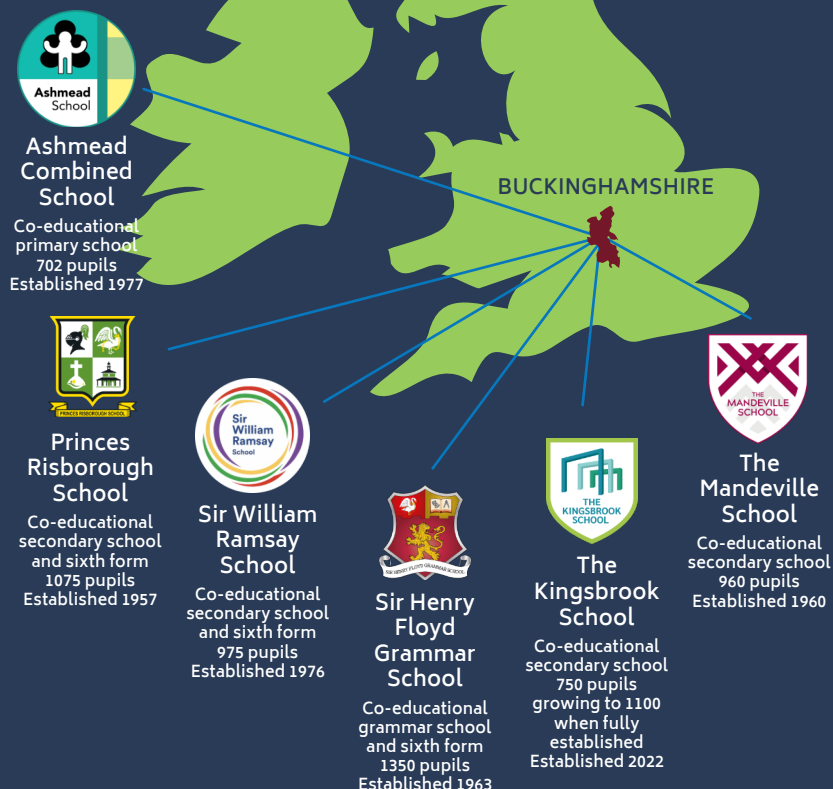 Ashmead
School
Ashmead
Combined
School
Co-educational
primary school
702 pupils
Established 1977
BUCKINGHAMSHIRE
PRINCES RISBOROUGH SCHOOL
Princes
Risborough
School
Co-educational
secondary school
and sixth form
1075 pupils
Established 1957
Sir
William
Ramsay
School
Sir William
Ramsay
School
Co-educational
secondary school
and sixth form
975 pupils
Established 1976
SIR HENRY FLOYD GRAMMAR SCHOOL
Sir Henry
Floyd
Grammar
School
Co-educational
grammar school
and sixth form
1350 pupils
Established 1963
THE
KINGSBROOK
SCHOOL
The
Kingsbrook
School
Co-educational
secondary school
750 pupils
growing to 1100
when fully
established
Established 2022
THE
MANDEVILLE
SCHOOL
The
Mandeville
School
Co-educational
secondary school
960 pupils
Established 1960